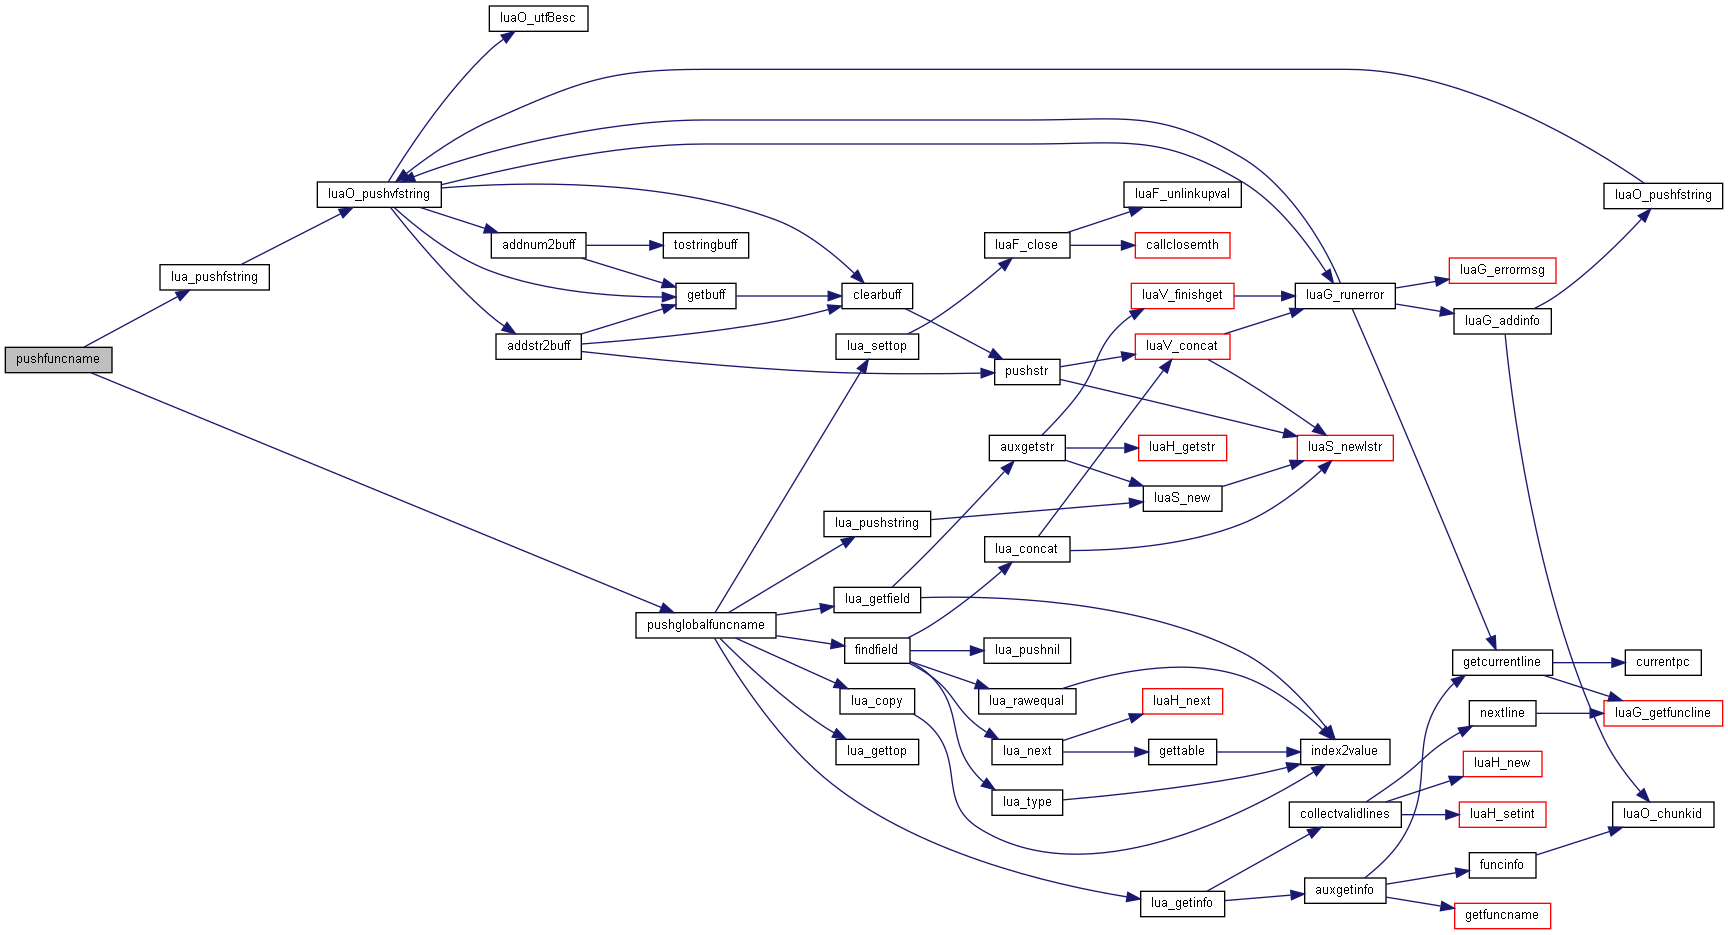 luaO_utf8esc
luaO_pushvfstring
luaF_unlinkupval
luaO_pushfstring
addnum2buff
tostringbuff
luaF_close
callclosemth
lua_pushfstring
luaG_errormsg
getbuff
clearbuff
luaV_finishget
luaG_runerror
luaG_addinfo
addstr2buff
lua_settop
luaV_concat
pushfuncname
pushstr
auxgetstr
luaH_getstr
luaS_newlstr
luaS_new
lua_pushstring
lua_concat
lua_getfield
pushglobalfuncname
findfield
lua_pushnil
getcurrentline
currentpc
lua_copy
lua_rawequal
luaH_next
nextline
luaG_getfuncline
lua_gettop
lua_next
gettable
index2value
luaH_new
lua_type
collectvalidlines
luaH_setint
luaO_chunkid
funcinfo
auxgetinfo
lua_getinfo
getfuncname